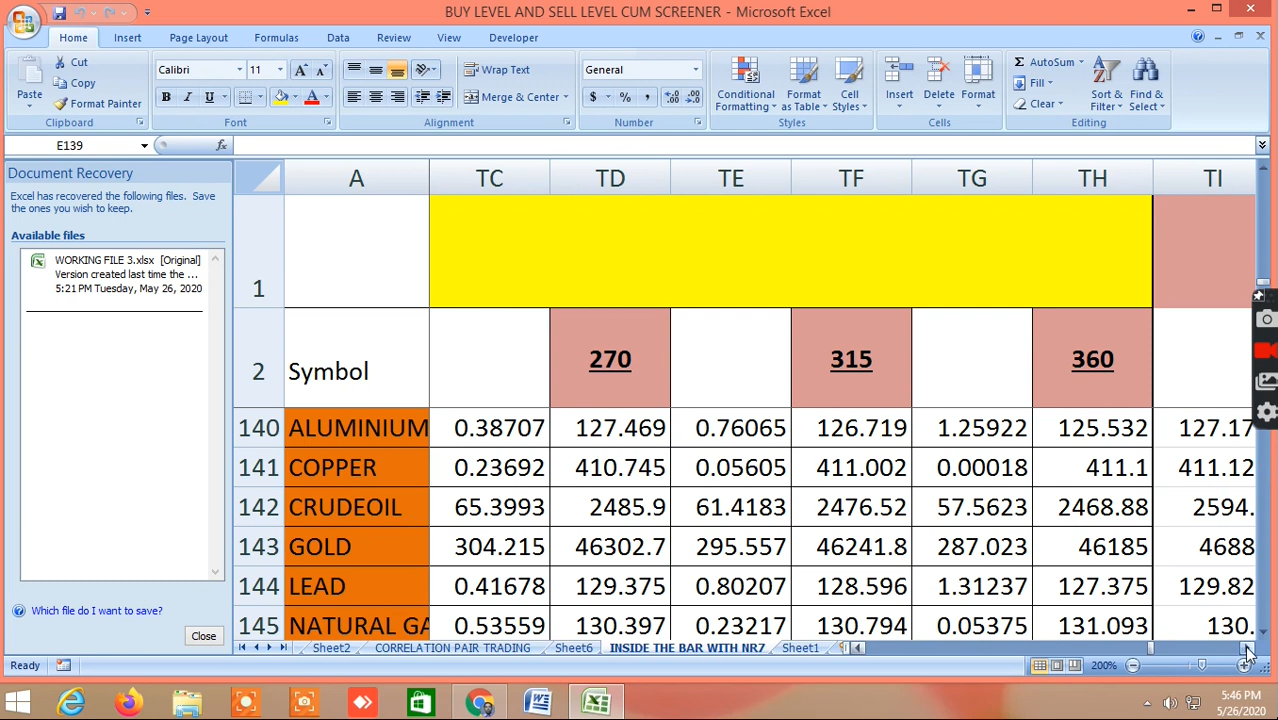 BUY LEVEL AND SELL LEVEL CUM SCREENER - Microsoft Excel
Home Insert Page Layout Formulas Data Review View Developer
Paste
Cut
Copy
Format Painter
Clipboard
Calibri 11
B I U
Font
Wrap Text
Merge & Center
Alignment
General
$ % ,
Number
Conditional Formatting
Format as Table
Cell Styles
Styles
Insert Delete Format
Cells
Σ AutoSum
Fill
Clear
Sort & Filter
Find & Select
Editing
E139 fx
Document Recovery
Excel has recovered the following files. Save
the ones you wish to keep.
Available files
WORKING FILE 3.xlsx [Original]
Version created last time the ...
5:21 PM Tuesday, May 26, 2020
Which file do I want to save?
Close
A TC TD TE TF TG TH TI
1
2 Symbol 270 315 360
140 ALUMINIUM 0.38707 127.469 0.76065 126.719 1.25922 125.532 127.17
141 COPPER 0.23692 410.745 0.05605 411.002 0.00018 411.1 411.12
142 CRUDEOIL 65.3993 2485.9 61.4183 2476.52 57.5623 2468.88 2594.
143 GOLD 304.215 46302.7 295.557 46241.8 287.023 46185 4688
144 LEAD 0.41678 129.375 0.80207 128.596 1.31237 127.375 129.82
145 NATURAL GA 0.53559 130.397 0.23217 130.794 0.05375 131.093 130.
Sheet2 CORRELATION PAIR TRADING Sheet6 INSIDE THE BAR WITH NR7 Sheet1
Ready 200%
5:46 PM
5/26/2020